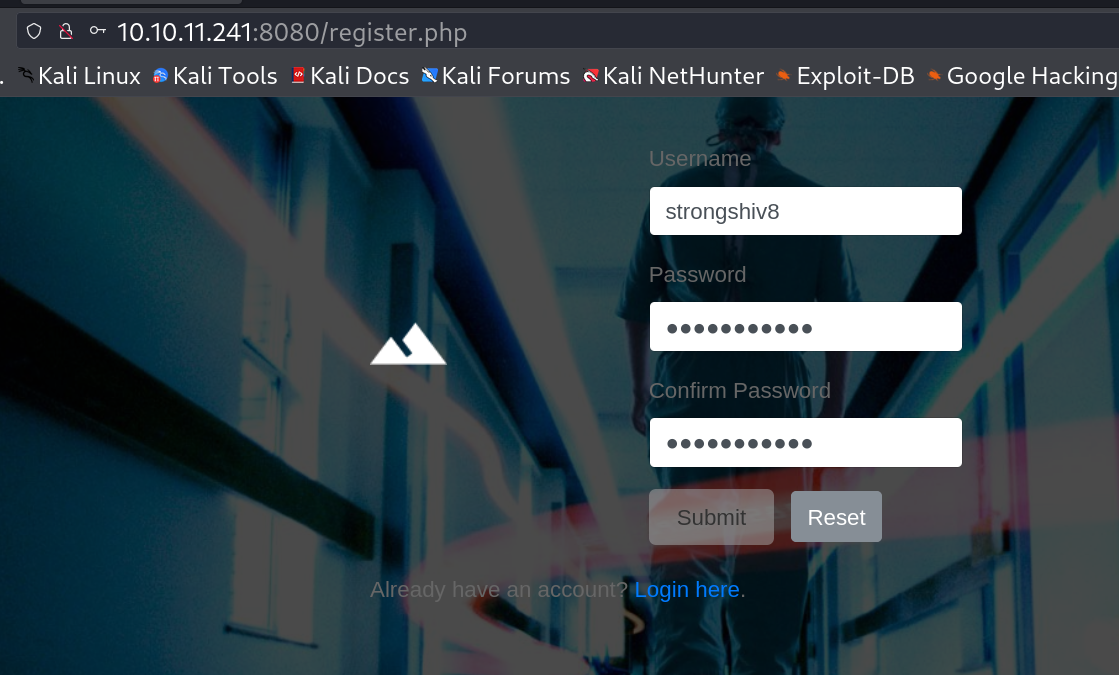 10.10.11.241:8080/register.php
. Kali Linux Kali Tools Kali Docs Kali Forums Kali NetHunter Exploit-DB Google Hacking
Username
strongshiv8
Password
●●●●●●●●●●●
Confirm Password
●●●●●●●●●●●
Submit Reset
Already have an account? Login here.